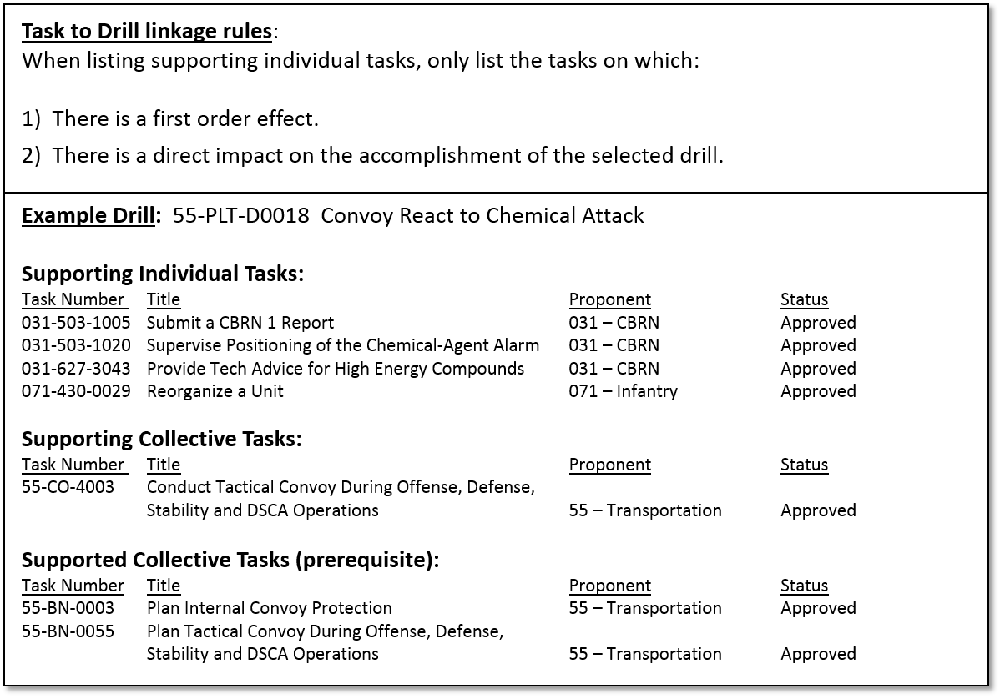 Task to Drill linkage rules:
When listing supporting individual tasks, only list the tasks on which:
1) There is a first order effect.
2) There is a direct impact on the accomplishment of the selected drill.
Example Drill: 55-PLT-D0018 Convoy React to Chemical Attack
Supporting Individual Tasks:
Task Number Title Proponent Status
031-503-1005 Submit a CBRN 1 Report 031 – CBRN Approved
031-503-1020 Supervise Positioning of the Chemical-Agent Alarm 031 – CBRN Approved
031-627-3043 Provide Tech Advice for High Energy Compounds 031 – CBRN Approved
071-430-0029 Reorganize a Unit 071 – Infantry Approved
Supporting Collective Tasks:
Task Number Title Proponent Status
55-CO-4003 Conduct Tactical Convoy During Offense, Defense,
Stability and DSCA Operations 55 – Transportation Approved
Supported Collective Tasks (prerequisite):
Task Number Title Proponent Status
55-BN-0003 Plan Internal Convoy Protection 55 – Transportation Approved
55-BN-0055 Plan Tactical Convoy During Offense, Defense,
Stability and DSCA Operations 55 – Transportation Approved